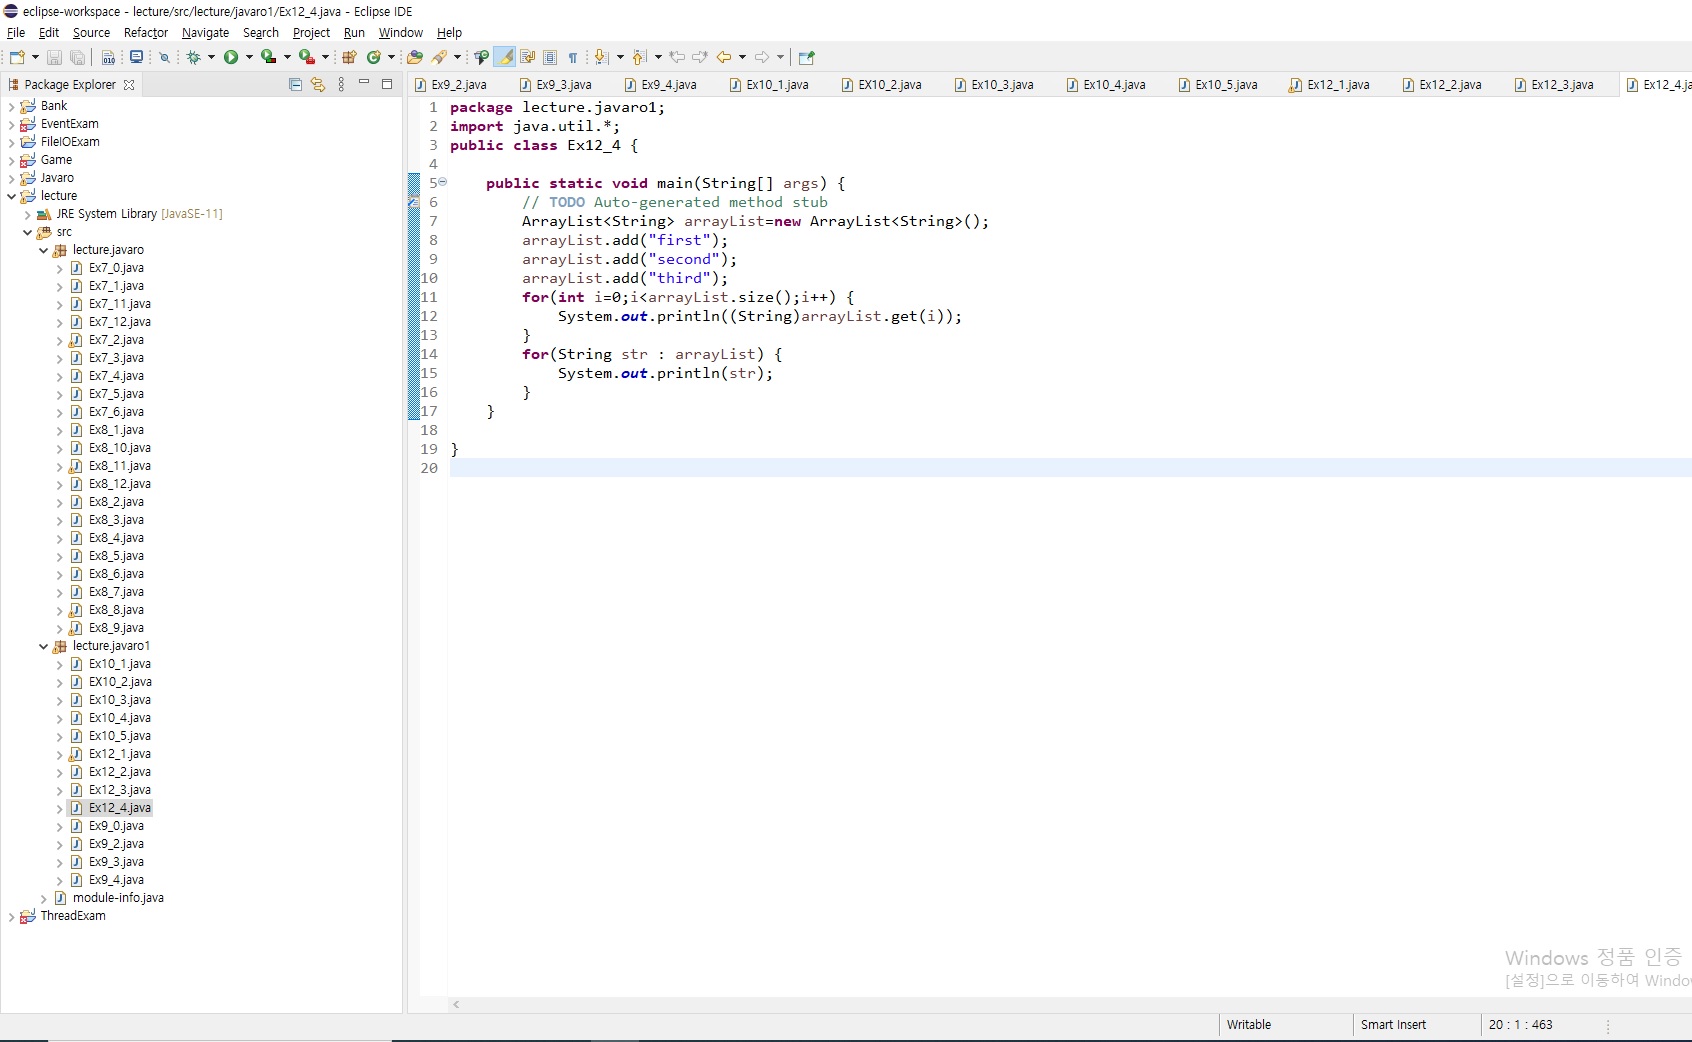 eclipse-workspace - lecture/src/lecture/javaro1/Ex12_4.java - Eclipse IDE
File Edit Source Refactor Navigate Search Project Run Window Help
Package Explorer
Bank
EventExam
FileIOExam
Game
Javaro
lecture
JRE System Library [JavaSE-11]
src
lecture.javaro
Ex7_0.java
Ex7_1.java
Ex7_11.java
Ex7_12.java
Ex7_2.java
Ex7_3.java
Ex7_4.java
Ex7_5.java
Ex7_6.java
Ex8_1.java
Ex8_10.java
Ex8_11.java
Ex8_12.java
Ex8_2.java
Ex8_3.java
Ex8_4.java
Ex8_5.java
Ex8_6.java
Ex8_7.java
Ex8_8.java
Ex8_9.java
lecture.javaro1
Ex10_1.java
EX10_2.java
Ex10_3.java
Ex10_4.java
Ex10_5.java
Ex12_1.java
Ex12_2.java
Ex12_3.java
Ex12_4.java
Ex9_0.java
Ex9_2.java
Ex9_3.java
Ex9_4.java
module-info.java
ThreadExam
Ex9_2.java Ex9_3.java Ex9_4.java Ex10_1.java EX10_2.java Ex10_3.java Ex10_4.java Ex10_5.java Ex12_1.java Ex12_2.java Ex12_3.java Ex12_4.ja
1 package lecture.javaro1;
2 import java.util.*;
3 public class Ex12_4 {
4
5 public static void main(String[] args) {
6 // TODO Auto-generated method stub
7 ArrayList<String> arrayList=new ArrayList<String>();
8 arrayList.add("first");
9 arrayList.add("second");
10 arrayList.add("third");
11 for(int i=0;i<arrayList.size();i++) {
12 System.out.println((String)arrayList.get(i));
13 }
14 for(String str : arrayList) {
15 System.out.println(str);
16 }
17 }
18
19 }
20
Windows 정품 인증
[설정]으로 이동하여 Windo
Writable Smart Insert 20 : 1 : 463